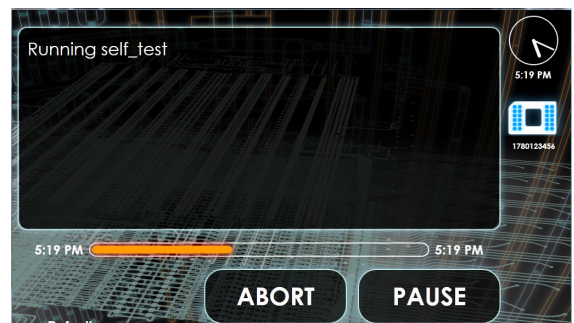 Running self_test
5:19 PM
1780123456
5:19 PM
5:19 PM
ABORT
PAUSE